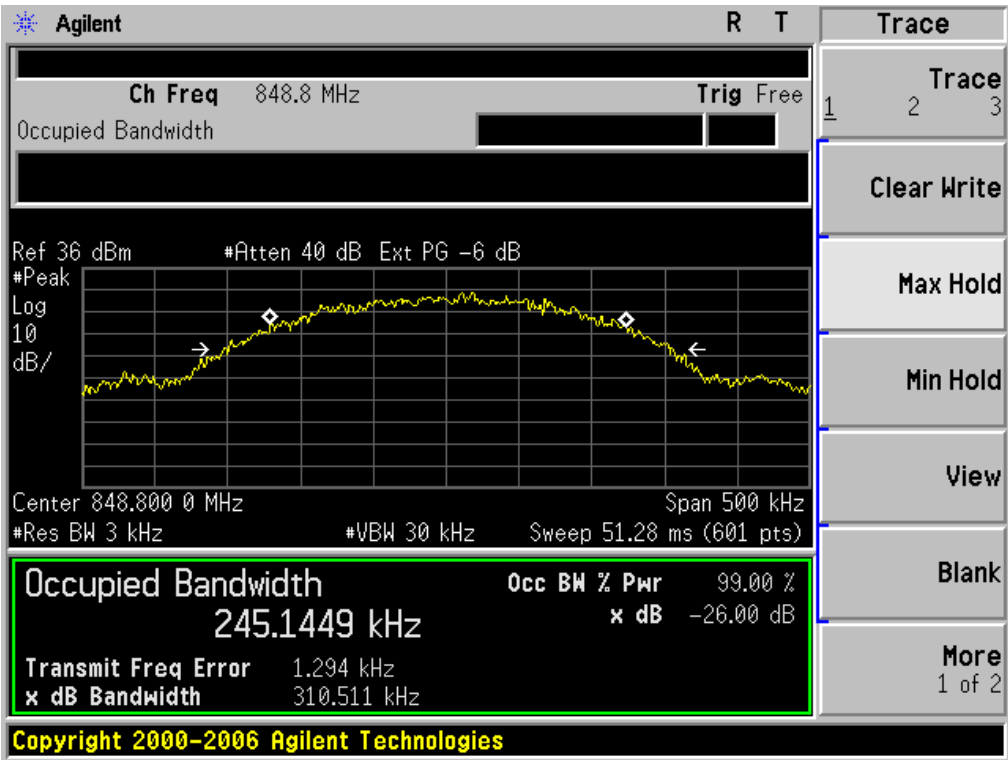 Agilent R T Trace
Ch Freq 848.8 MHz Trig Free
Occupied Bandwidth
Trace
1 2 3
Clear Write
Max Hold
Min Hold
View
Blank
More
1 of 2
Ref 36 dBm #Atten 40 dB Ext PG -6 dB
#Peak
Log
10
dB/
Center 848.800 0 MHz Span 500 kHz
#Res BW 3 kHz #VBW 30 kHz Sweep 51.28 ms (601 pts)
Occupied Bandwidth Occ BW % Pwr 99.00 %
245.1449 kHz x dB -26.00 dB
Transmit Freq Error 1.294 kHz
x dB Bandwidth 310.511 kHz
Copyright 2000-2006 Agilent Technologies